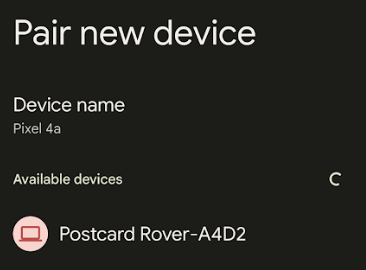 Pair new device
Device name
Pixel 4a
Available devices
Postcard Rover-A4D2